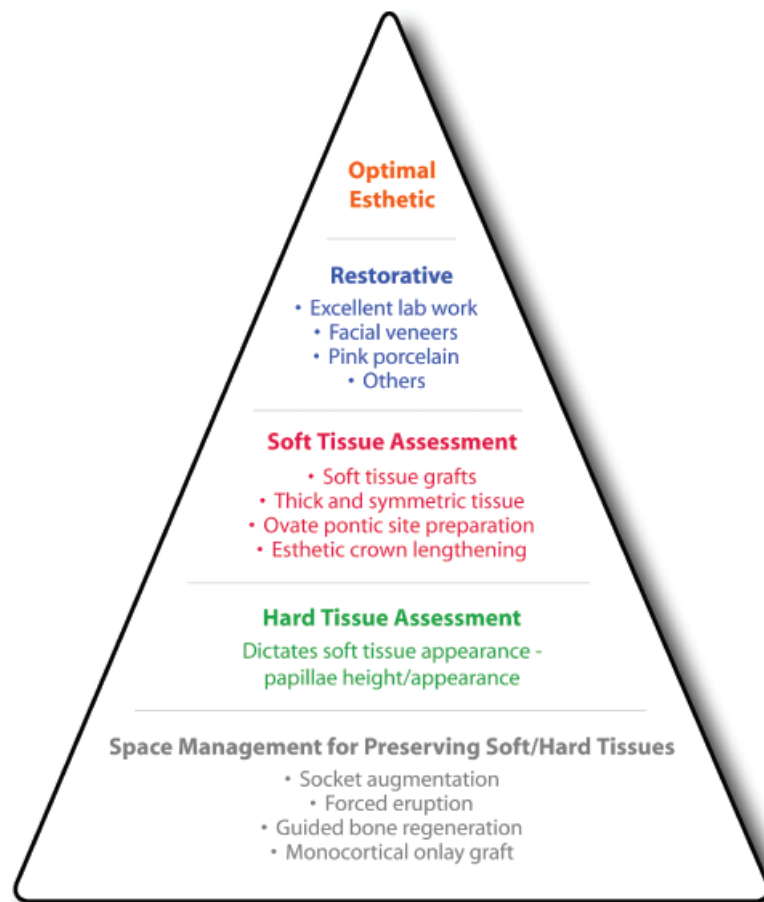 Optimal
Esthetic
Restorative
• Excellent lab work
• Facial veneers
• Pink porcelain
• Others
Soft Tissue Assessment
• Soft tissue grafts
• Thick and symmetric tissue
• Ovate pontic site preparation
• Esthetic crown lengthening
Hard Tissue Assessment
Dictates soft tissue appearance -
papillae height/appearance
Space Management for Preserving Soft/Hard Tissues
• Socket augmentation
• Forced eruption
• Guided bone regeneration
• Monocortical onlay graft